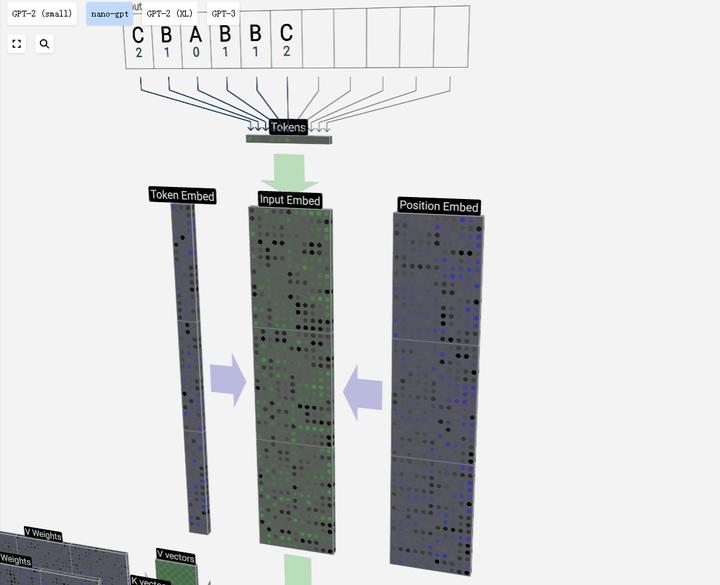 GPT-2 (small) nano-gpt GPT-2 (XL) GPT-3
C B A B B C
2 1 0 1 1 2
Tokens
Token Embed
Input Embed
Position Embed
V Weights
Weights
V vectors